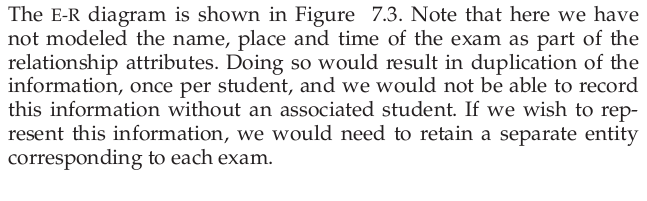 The E-R diagram is shown in Figure 7.3. Note that here we have
not modeled the name, place and time of the exam as part of the
relationship attributes. Doing so would result in duplication of the
information, once per student, and we would not be able to record
this information without an associated student. If we wish to rep-
resent this information, we would need to retain a separate entity
corresponding to each exam.